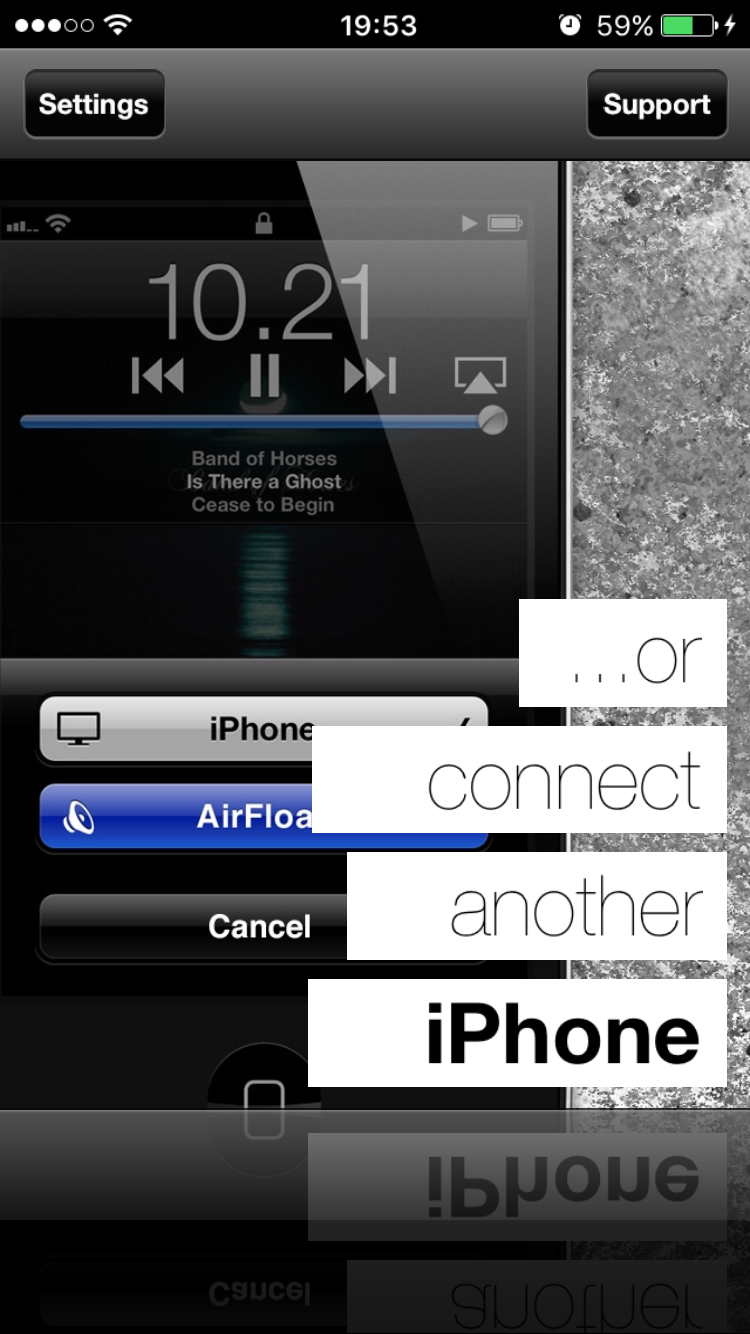 19:53
59%
Settings
Support
10.21
Band of Horses
Is There a Ghost
Cease to Begin
...or
iPhone
connect
AirFloa
another
Cancel
iPhone
iPhone
another
Cancel